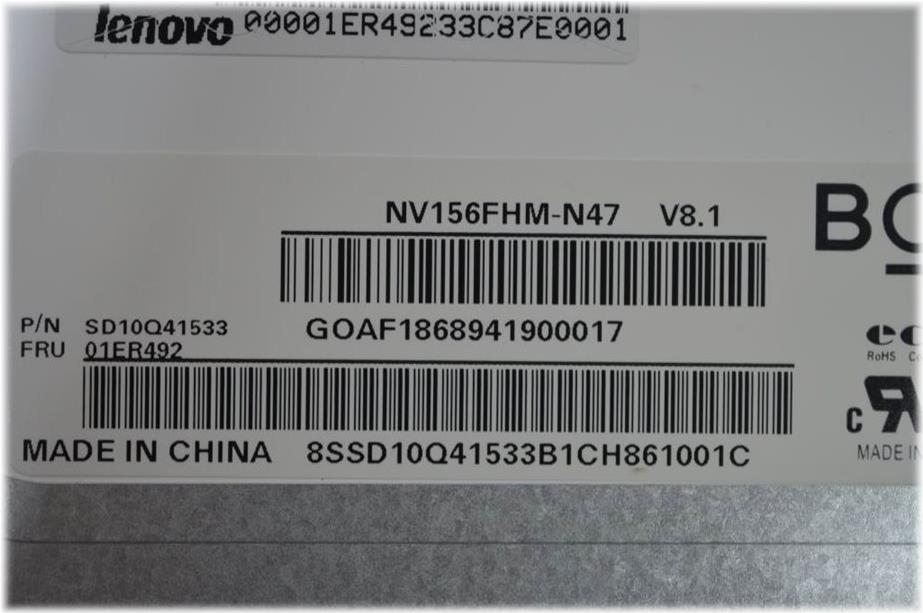 lenovo 00001ER49233C87E0001
NV156FHM-N47 V8.1
P/N SD10Q41533
GOAF1868941900017
FRU 01ER492
RoHS
MADE IN CHINA 8SSD10Q41533B1CH861001C
MADE IN